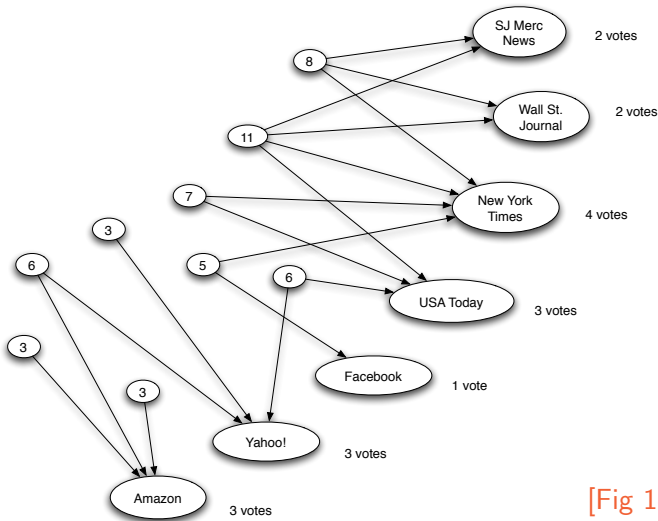 SJ Merc
News
2 votes
8
Wall St.
Journal
2 votes
11
7
New York
Times
4 votes
3
6
5
6
USA Today
3 votes
3
Facebook
1 vote
3
Yahoo!
3 votes
Amazon
3 votes
[Fig 1